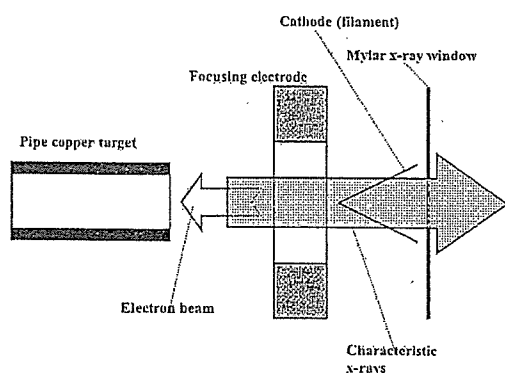 Cathode (filament)
Mylar x-ray window
Focusing electrode
Pipe copper target
Electron beam
Characteristic
x-rays